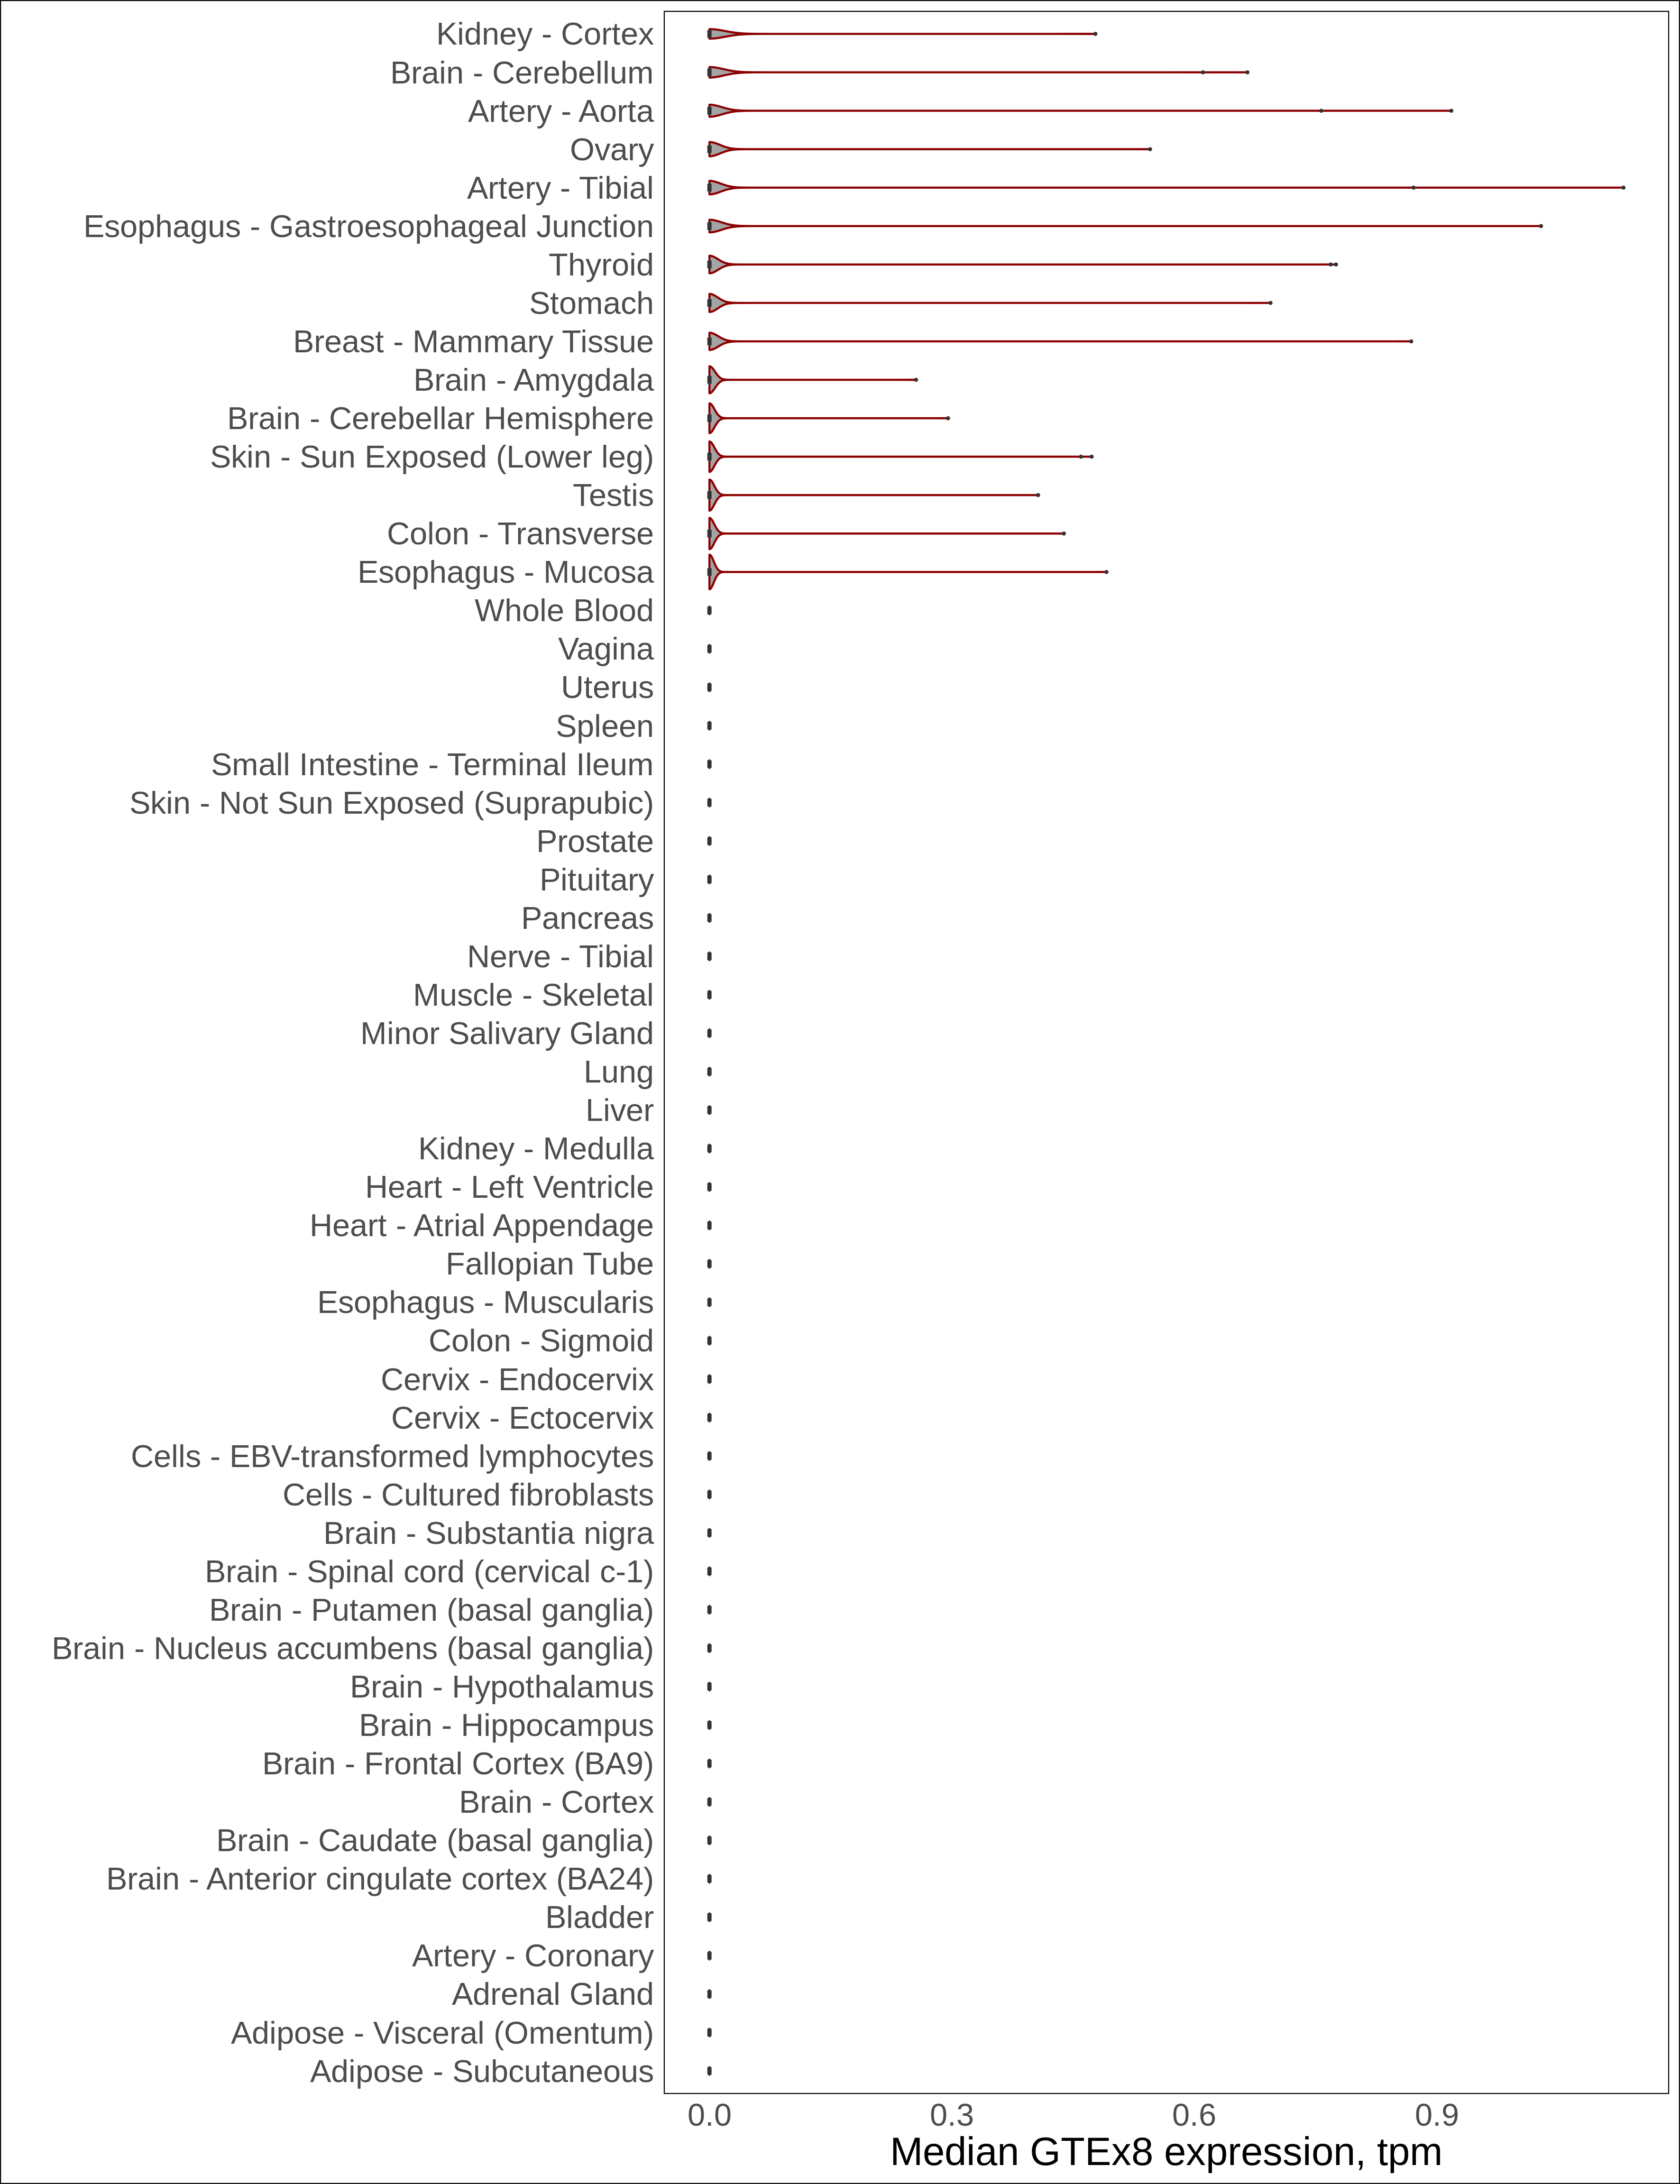 Kidney - Cortex
Brain - Cerebellum
Artery - Aorta
Ovary
Artery - Tibial
Esophagus - Gastroesophageal Junction
Thyroid
Stomach
Breast - Mammary Tissue
Brain - Amygdala
Brain - Cerebellar Hemisphere
Skin - Sun Exposed (Lower leg)
Testis
Colon - Transverse
Esophagus - Mucosa
Whole Blood
Vagina
Uterus
Spleen
Small Intestine - Terminal Ileum
Skin - Not Sun Exposed (Suprapubic)
Prostate
Pituitary
Pancreas
Nerve - Tibial
Muscle - Skeletal
Minor Salivary Gland
Lung
Liver
Kidney - Medulla
Heart - Left Ventricle
Heart - Atrial Appendage
Fallopian Tube
Esophagus - Muscularis
Colon - Sigmoid
Cervix - Endocervix
Cervix - Ectocervix
Cells - EBV-transformed lymphocytes
Cells - Cultured fibroblasts
Brain - Substantia nigra
Brain - Spinal cord (cervical c-1)
Brain - Putamen (basal ganglia)
Brain - Nucleus accumbens (basal ganglia)
Brain - Hypothalamus
Brain - Hippocampus
Brain - Frontal Cortex (BA9)
Brain - Cortex
Brain - Caudate (basal ganglia)
Brain - Anterior cingulate cortex (BA24)
Bladder
Artery - Coronary
Adrenal Gland
Adipose - Visceral (Omentum)
Adipose - Subcutaneous
0.0 0.3 0.6 0.9
Median GTEx8 expression, tpm